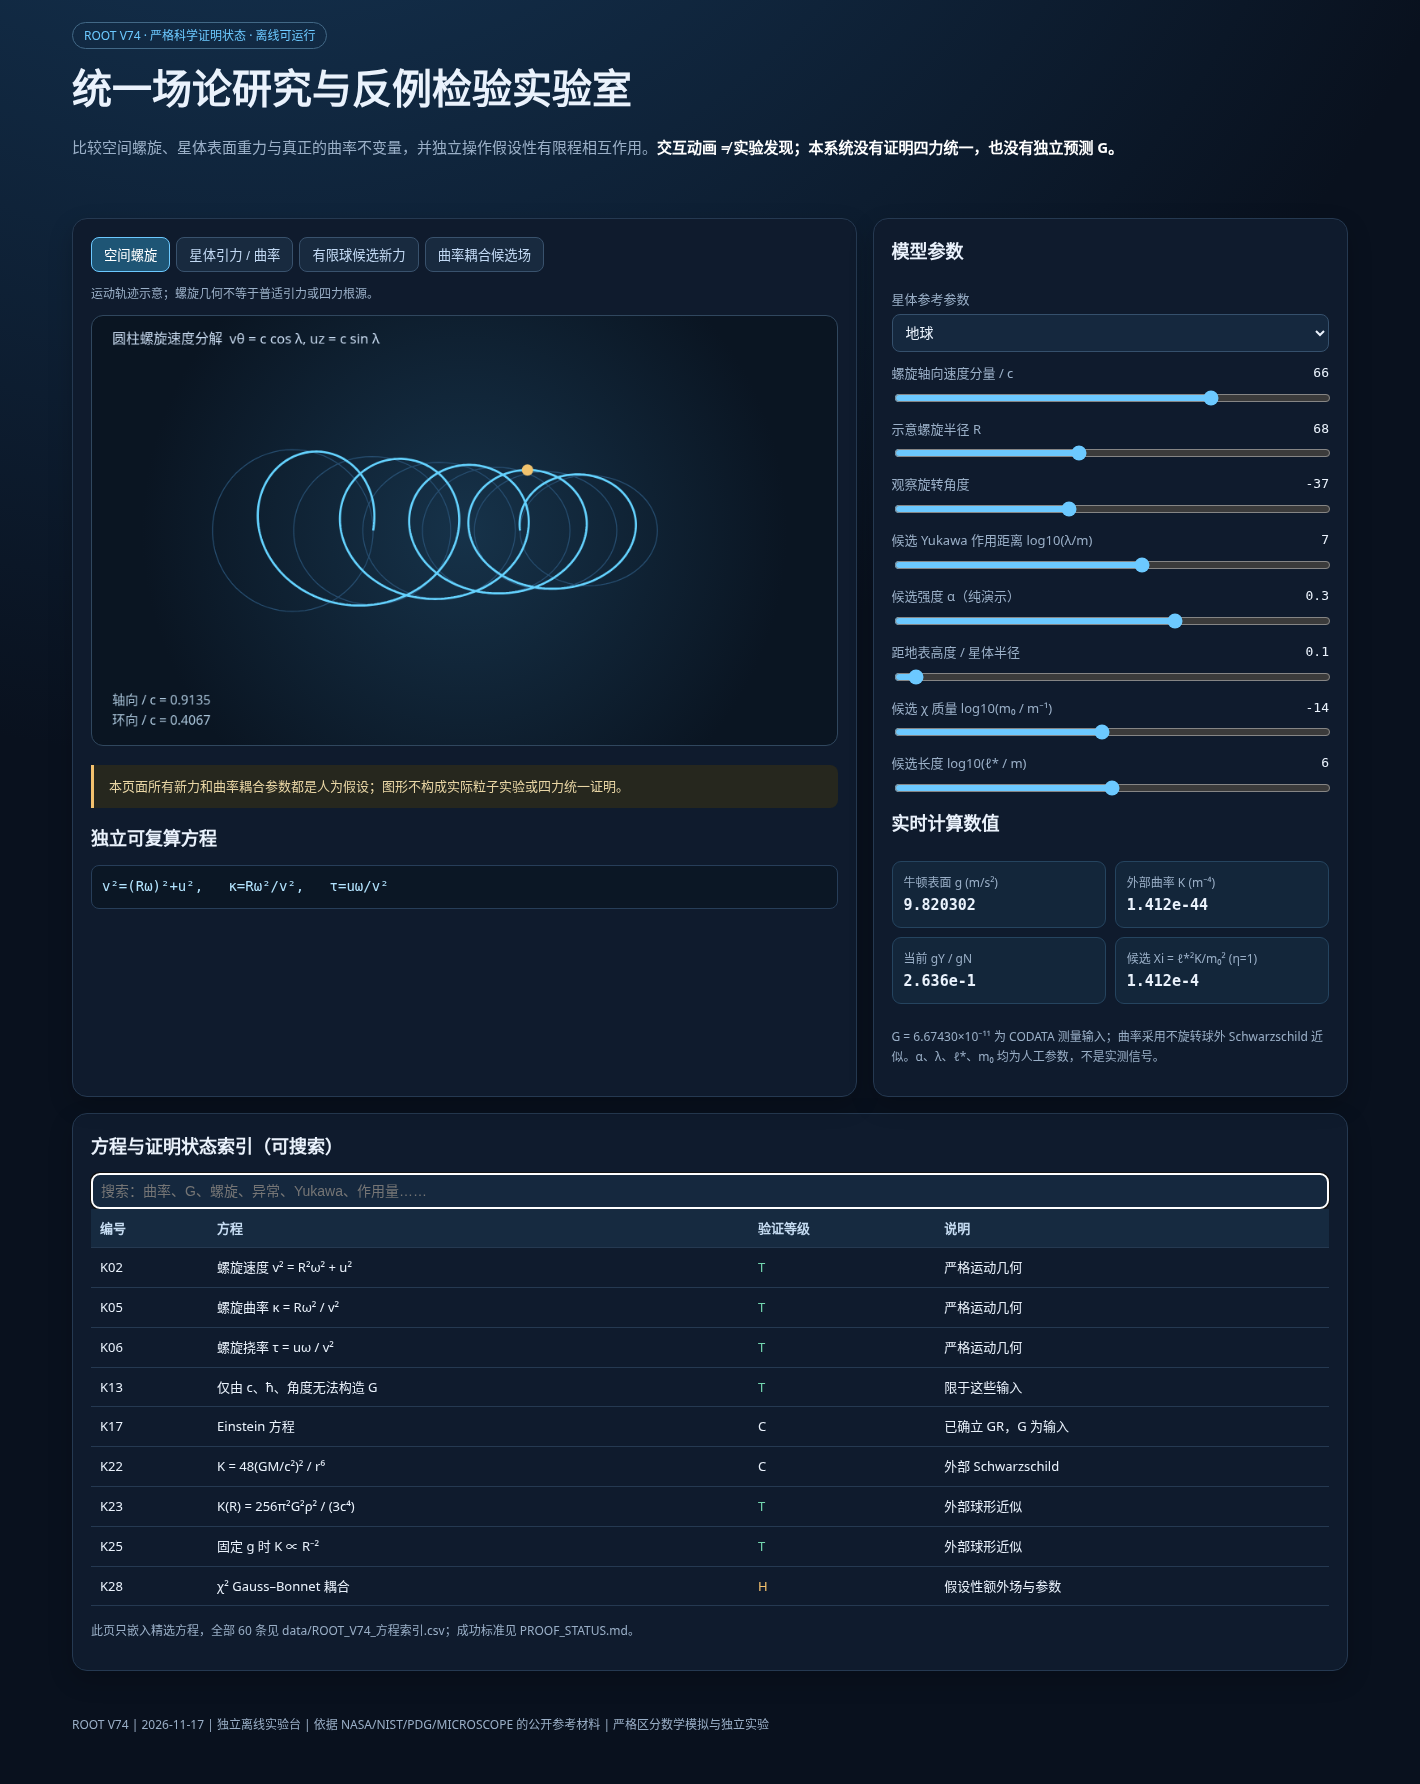 ROOT V74 · 严格科学证明状态 · 离线可运行
统一场论研究与反例检验实验室
比较空间螺旋、星体表面重力与真正的曲率不变量，并独立操作假设性有限程相互作用。交互动画 ≠ 实验发现；本系统没有证明四力统一，也没有独立预测 G。
空间螺旋
星体引力 / 曲率
有限球候选新力
曲率耦合候选场
运动轨迹示意；螺旋几何不等于普适引力或四力根源。
圆柱螺旋速度分解 vθ = c cos λ, uz = c sin λ
轴向 / c = 0.9135
环向 / c = 0.4067
本页面所有新力和曲率耦合参数都是人为假设；图形不构成实际粒子实验或四力统一证明。
独立可复算方程
v²=(Rω)²+u², κ=Rω²/v², τ=uω/v²
模型参数
星体参考参数
地球
螺旋轴向速度分量 / c 66
示意螺旋半径 R 68
观察旋转角度 -37
候选 Yukawa 作用距离 log10(λ/m) 7
候选强度 α（纯演示） 0.3
距地表高度 / 星体半径 0.1
候选 χ 质量 log10(m₀ / m⁻¹) -14
候选长度 log10(ℓ* / m) 6
实时计算数值
牛顿表面 g (m/s²)
9.820302
外部曲率 K (m⁻⁴)
1.412e-44
当前 gY / gN
2.636e-1
候选 Xi = ℓ*²K/m₀² (η=1)
1.412e-4
G = 6.67430×10⁻¹¹ 为 CODATA 测量输入；曲率采用不旋转球外 Schwarzschild 近
似。α、λ、ℓ*、m₀ 均为人工参数，不是实测信号。
方程与证明状态索引（可搜索）
搜索：曲率、G、螺旋、异常、Yukawa、作用量……
编号 方程 验证等级 说明
K02 螺旋速度 v² = R²ω² + u² T 严格运动几何
K05 螺旋曲率 κ = Rω² / v² T 严格运动几何
K06 螺旋挠率 τ = uω / v² T 严格运动几何
K13 仅由 c、ħ、角度无法构造 G T 限于这些输入
K17 Einstein 方程 C 已确立 GR，G 为输入
K22 K = 48(GM/c²)² / r⁶ C 外部 Schwarzschild
K23 K(R) = 256π²G²ρ² / (3c⁴) T 外部球形近似
K25 固定 g 时 K ∝ R⁻² T 外部球形近似
K28 χ² Gauss–Bonnet 耦合 H 假设性额外场与参数
此页只嵌入精选方程，全部 60 条见 data/ROOT_V74_方程索引.csv；成功标准见 PROOF_STATUS.md。
ROOT V74 | 2026-11-17 | 独立离线实验台 | 依据 NASA/NIST/PDG/MICROSCOPE 的公开参考材料 | 严格区分数学模拟与独立实验